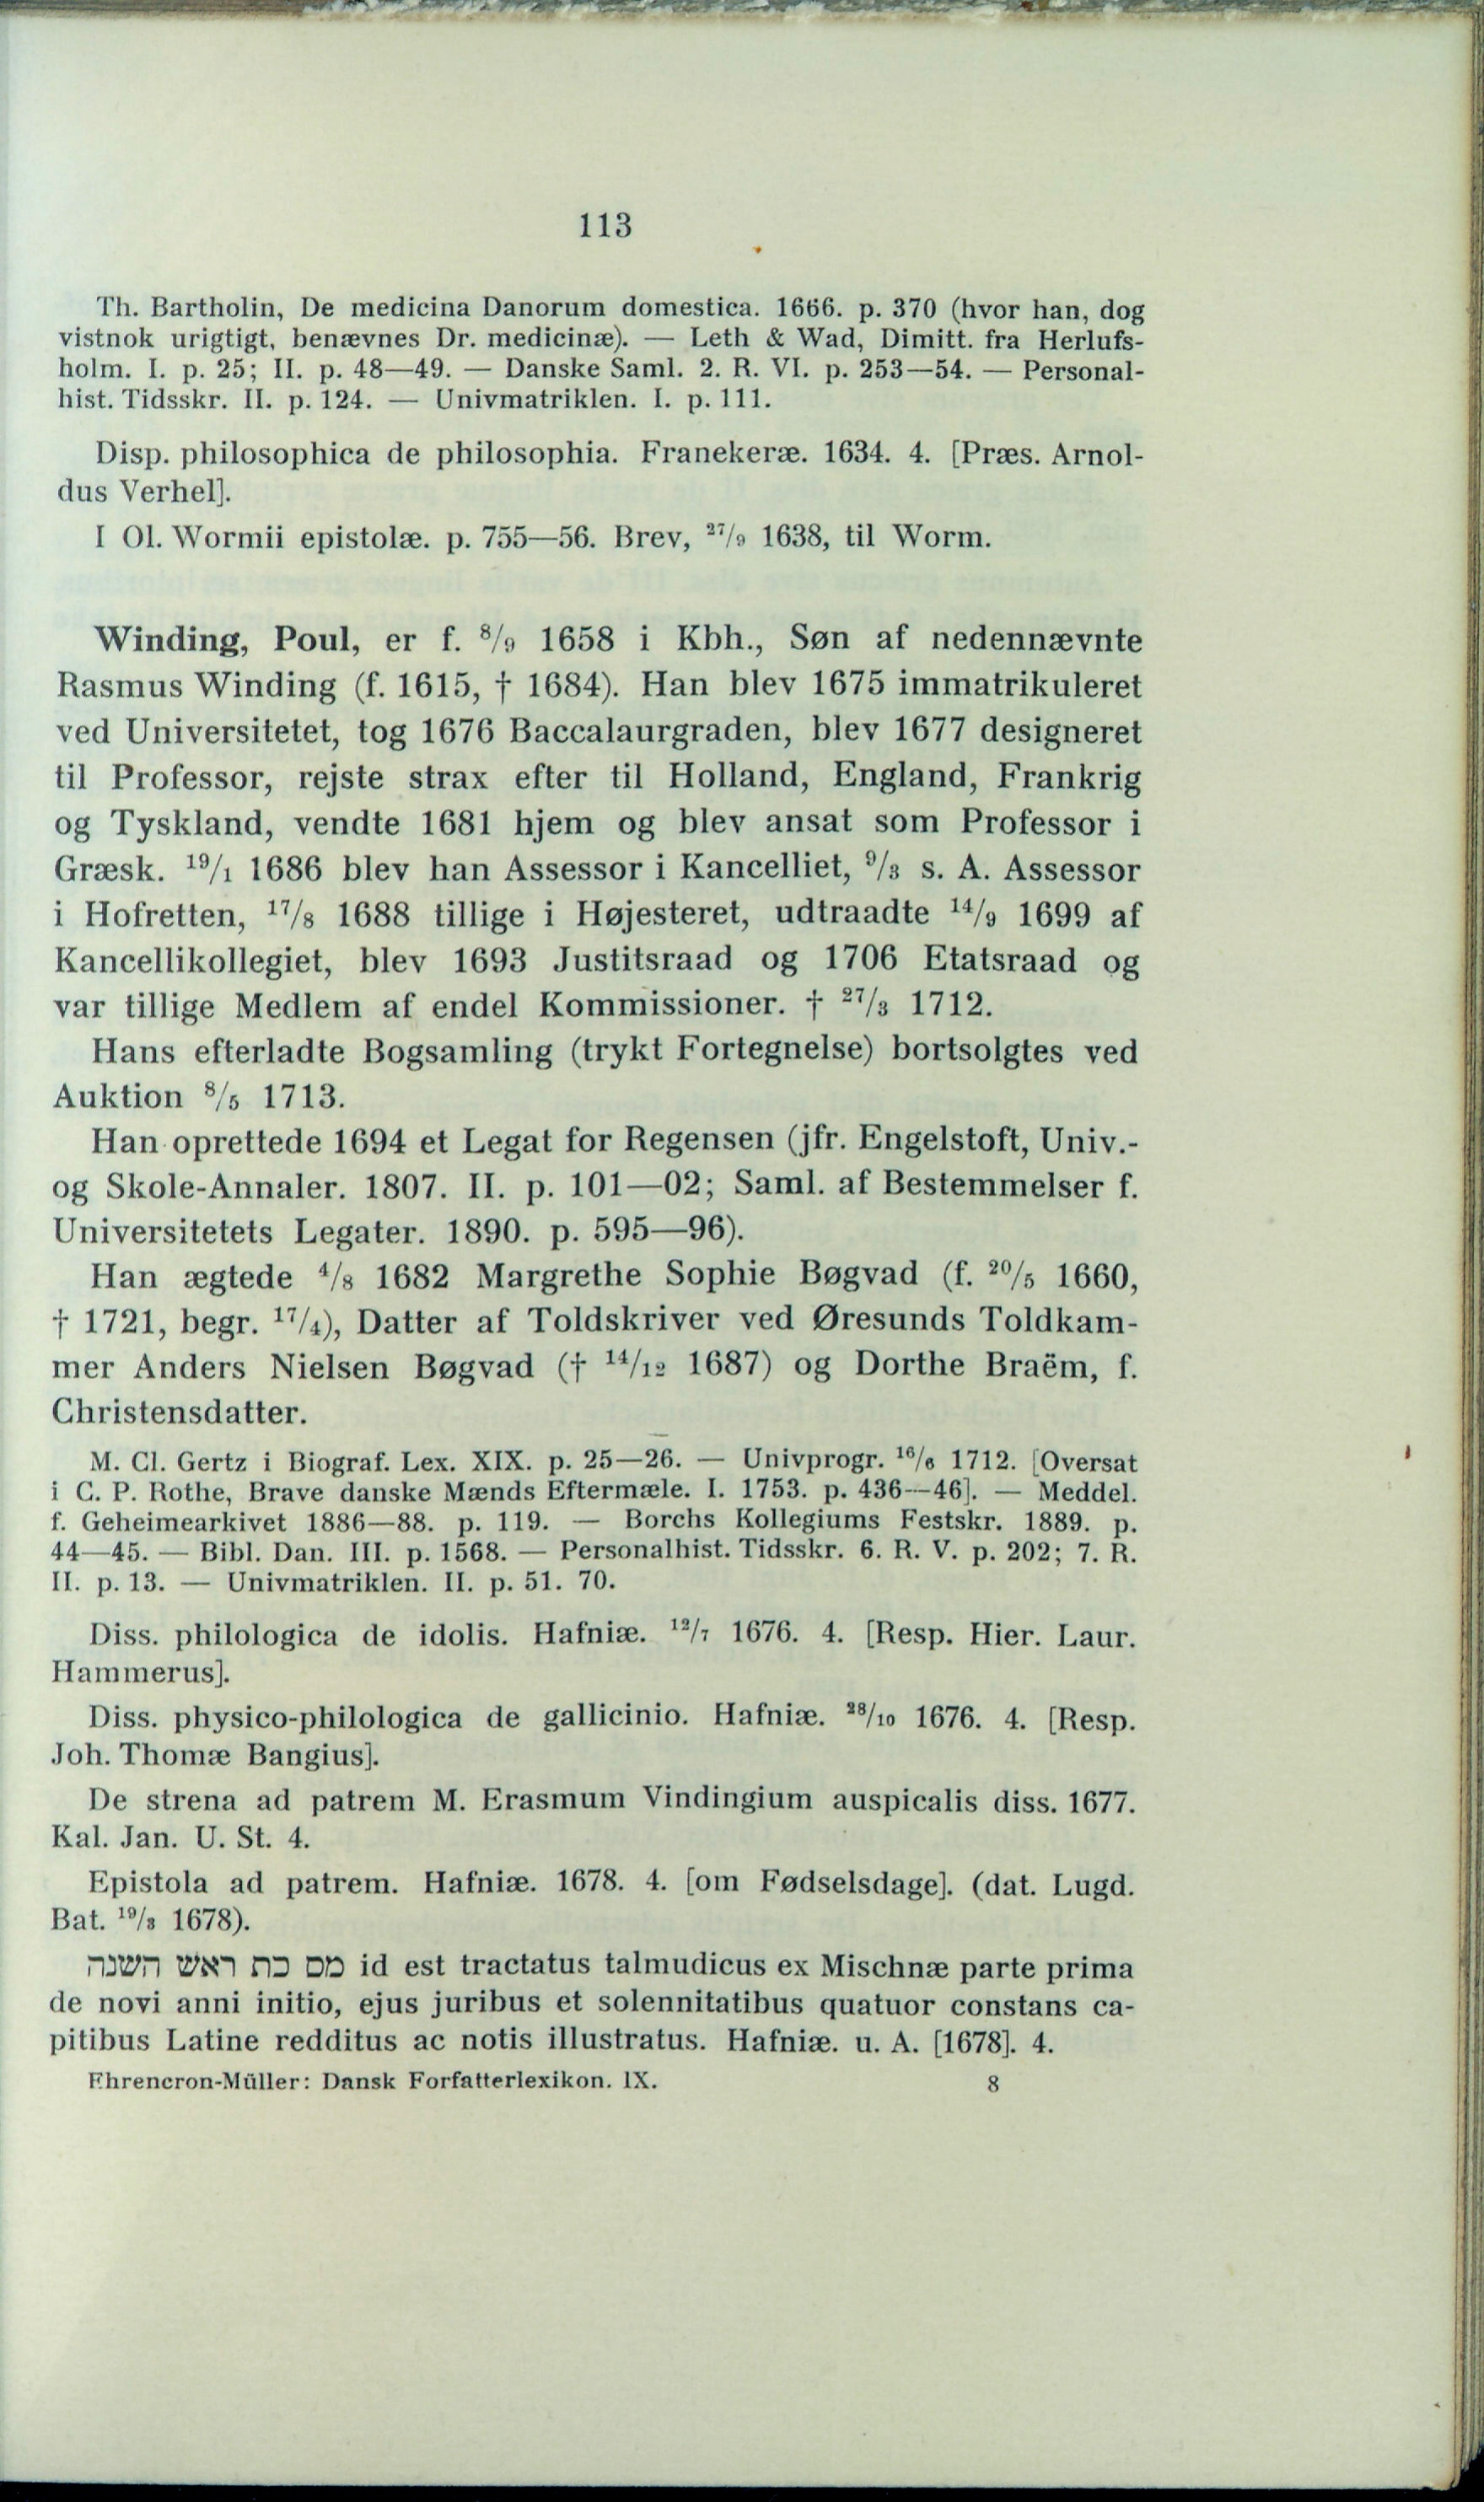 113
Th. Bartholin, De medicina Danorum domestica. 1666. p. 370 (hvor han, dog
vistnok urigtigt, benævnes Dr. medicinæ). — Leth & Wad, Dimitt. fra Herlufs-
holm. I. p. 25; II. p. 48—49. — Danske Saml. 2. R. VI. p. 253—54. — Personal-
hist. Tidsskr. II. p. 124. — Univmatriklen. I. p. 111.
Disp. philosophica de philosophia. Franekeræ. 1634. 4. [Præs. Arnol-
dus Verhel].
I Ol. Wormii epistolæ. p. 755—56. Brev, 27/9 1638, til Worm.
Winding, Poul, er f. 8/9 1658 i Kbh., Søn af nedennævnte
Rasmus Winding (f. 1615, † 1684). Han blev 1675 immatrikuleret
ved Universitetet, tog 1676 Baccalaurgraden, blev 1677 designeret
til Professor, rejste strax efter til Holland, England, Frankrig
og Tyskland, vendte 1681 hjem og blev ansat som Professor i
Græsk. 19/1 1686 blev han Assessor i Kancelliet, 9/3 s. A. Assessor
i Hofretten, 17/8 1688 tillige i Højesteret, udtraadte 14/9 1699 af
Kancellikollegiet, blev 1693 Justitsraad og 1706 Etatsraad og
var tillige Medlem af endel Kommissioner. † 27/3 1712.
Hans efterladte Bogsamling (trykt Fortegnelse) bortsolgtes ved
Auktion 8/5 1713.
Han oprettede 1694 et Legat for Regensen (jfr. Engelstoft, Univ.-
og Skole-Annaler. 1807. II. p. 101—02; Saml. af Bestemmelser f.
Universitetets Legater. 1890. p. 595—96).
Han ægtede 4/8 1682 Margrethe Sophie Bøgvad (f. 20/5 1660,
† 1721, begr. 17/4), Datter af Toldskriver ved Øresunds Toldkam-
mer Anders Nielsen Bøgvad († 14/12 1687) og Dorthe Braëm, f.
Christensdatter.
M. Cl. Gertz i Biograf. Lex. XIX. p. 25—26. — Univprogr. 16/6 1712. [Oversat
i C. P. Rothe, Brave danske Mænds Eftermæle. I. 1753. p. 436—46]. — Meddel.
f. Geheimearkivet 1886—88. p. 119. — Borchs Kollegiums Festskr. 1889. p.
44—45. — Bibl. Dan. III. p. 1568. — Personalhist. Tidsskr. 6. R. V. p. 202; 7. R.
II. p. 13. — Univmatriklen. II. p. 51. 70.
Diss. philologica de idolis. Hafniæ. 12/7 1676. 4. [Resp. Hier. Laur.
Hammerus].
Diss. physico-philologica de gallicinio. Hafniæ. 28/10 1676. 4. [Resp.
Joh. Thomæ Bangius].
De strena ad patrem M. Erasmum Vindingium auspicalis diss. 1677.
Kal. Jan. U. St. 4.
Epistola ad patrem. Hafniæ. 1678. 4. [om Fødselsdage]. (dat. Lugd.
Bat. 19/3 1678).
מס כת ראש השנה id est tractatus talmudicus ex Mischnæ parte prima
de novi anni initio, ejus juribus et solennitatibus quatuor constans ca-
pitibus Latine redditus ac notis illustratus. Hafniæ. u. A. [1678]. 4.
Ehrencron-Müller: Dansk Forfatterlexikon. IX. 8